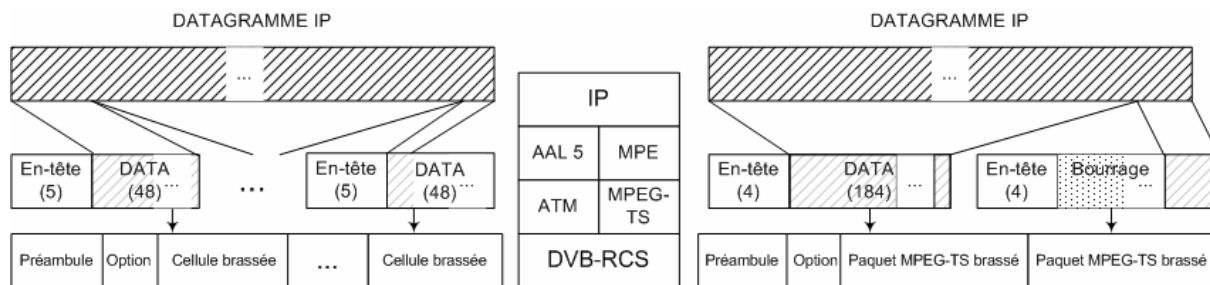 DATAGRAMME IP
...
En-tête
(5)
DATA
(48)...
...
En-tête
(5)
DATA
(48)...
Préambule
Option
Cellule brassée
...
Cellule brassée
IP
AAL 5
MPE
ATM
MPEG-
TS
DVB-RCS
DATAGRAMME IP
...
En-tête
(4)
DATA
(184)
...
En-tête
(4)
Bourrage
...
Préambule
Option
Paquet MPEG-TS brassé
Paquet MPEG-TS brassé